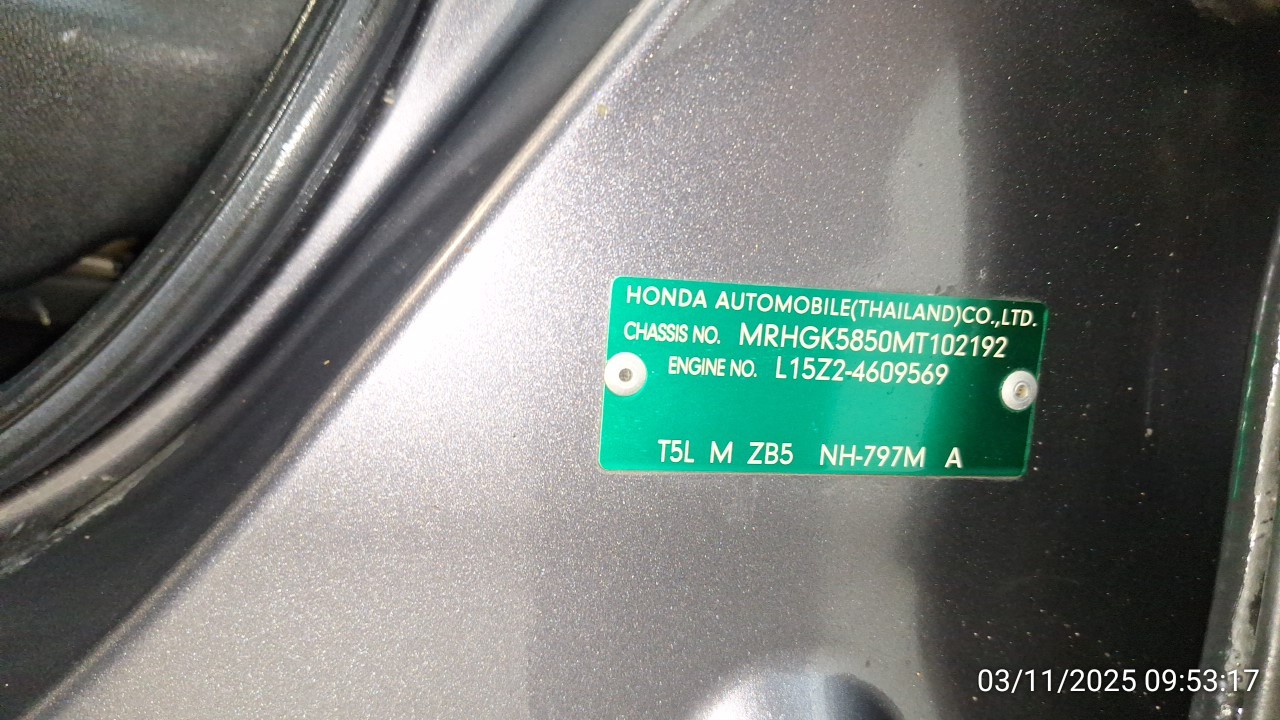 HONDA AUTOMOBILE(THAILAND)CO.,LTD.
CHASSIS NO. MRHGK5850MT102192
ENGINE NO. L15Z2-4609569
T5L M ZB5 NH-797M A
03/11/2025 09:53:17